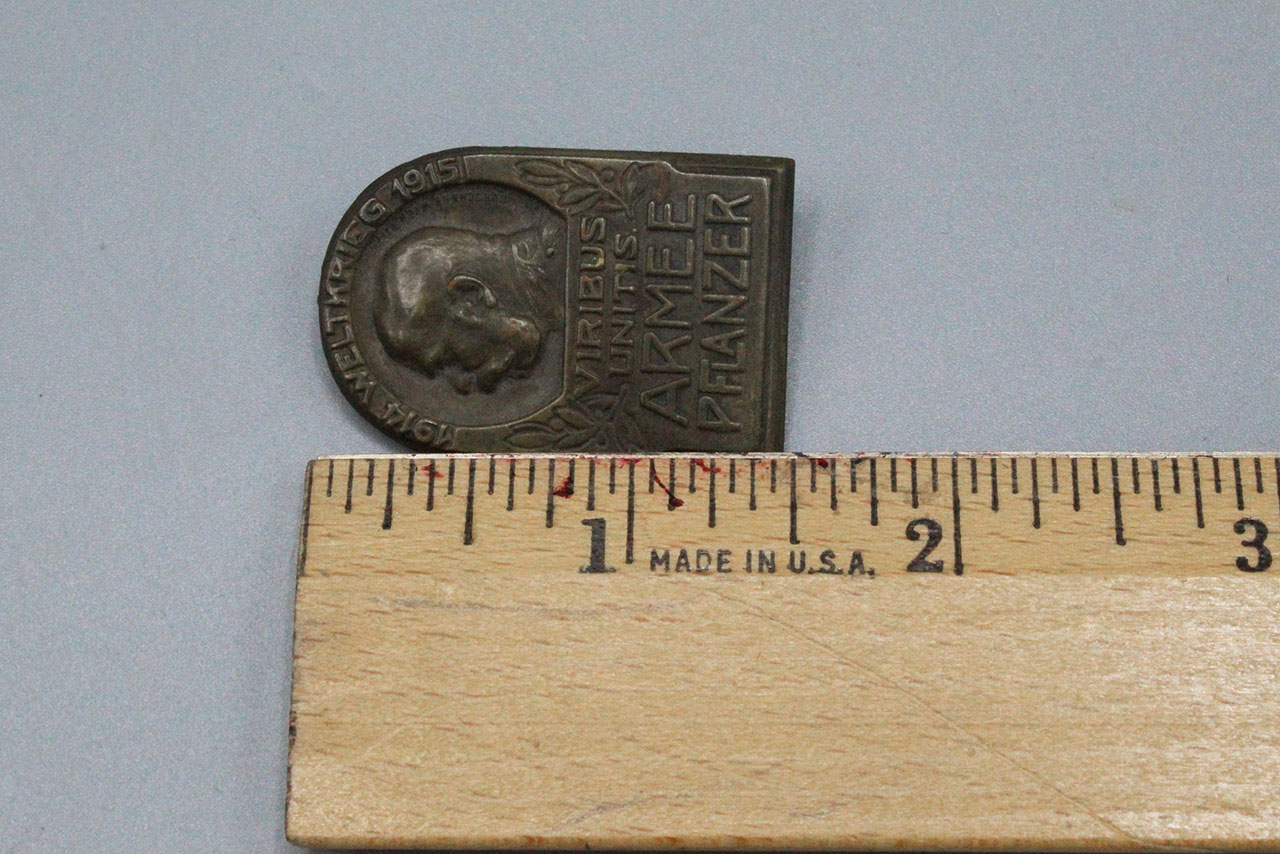 1914 WELTKRIEG 1915
VIRIBUS
UNITIS.
ARMEE
PFLANZER
1 2 3
MADE IN U.S.A.